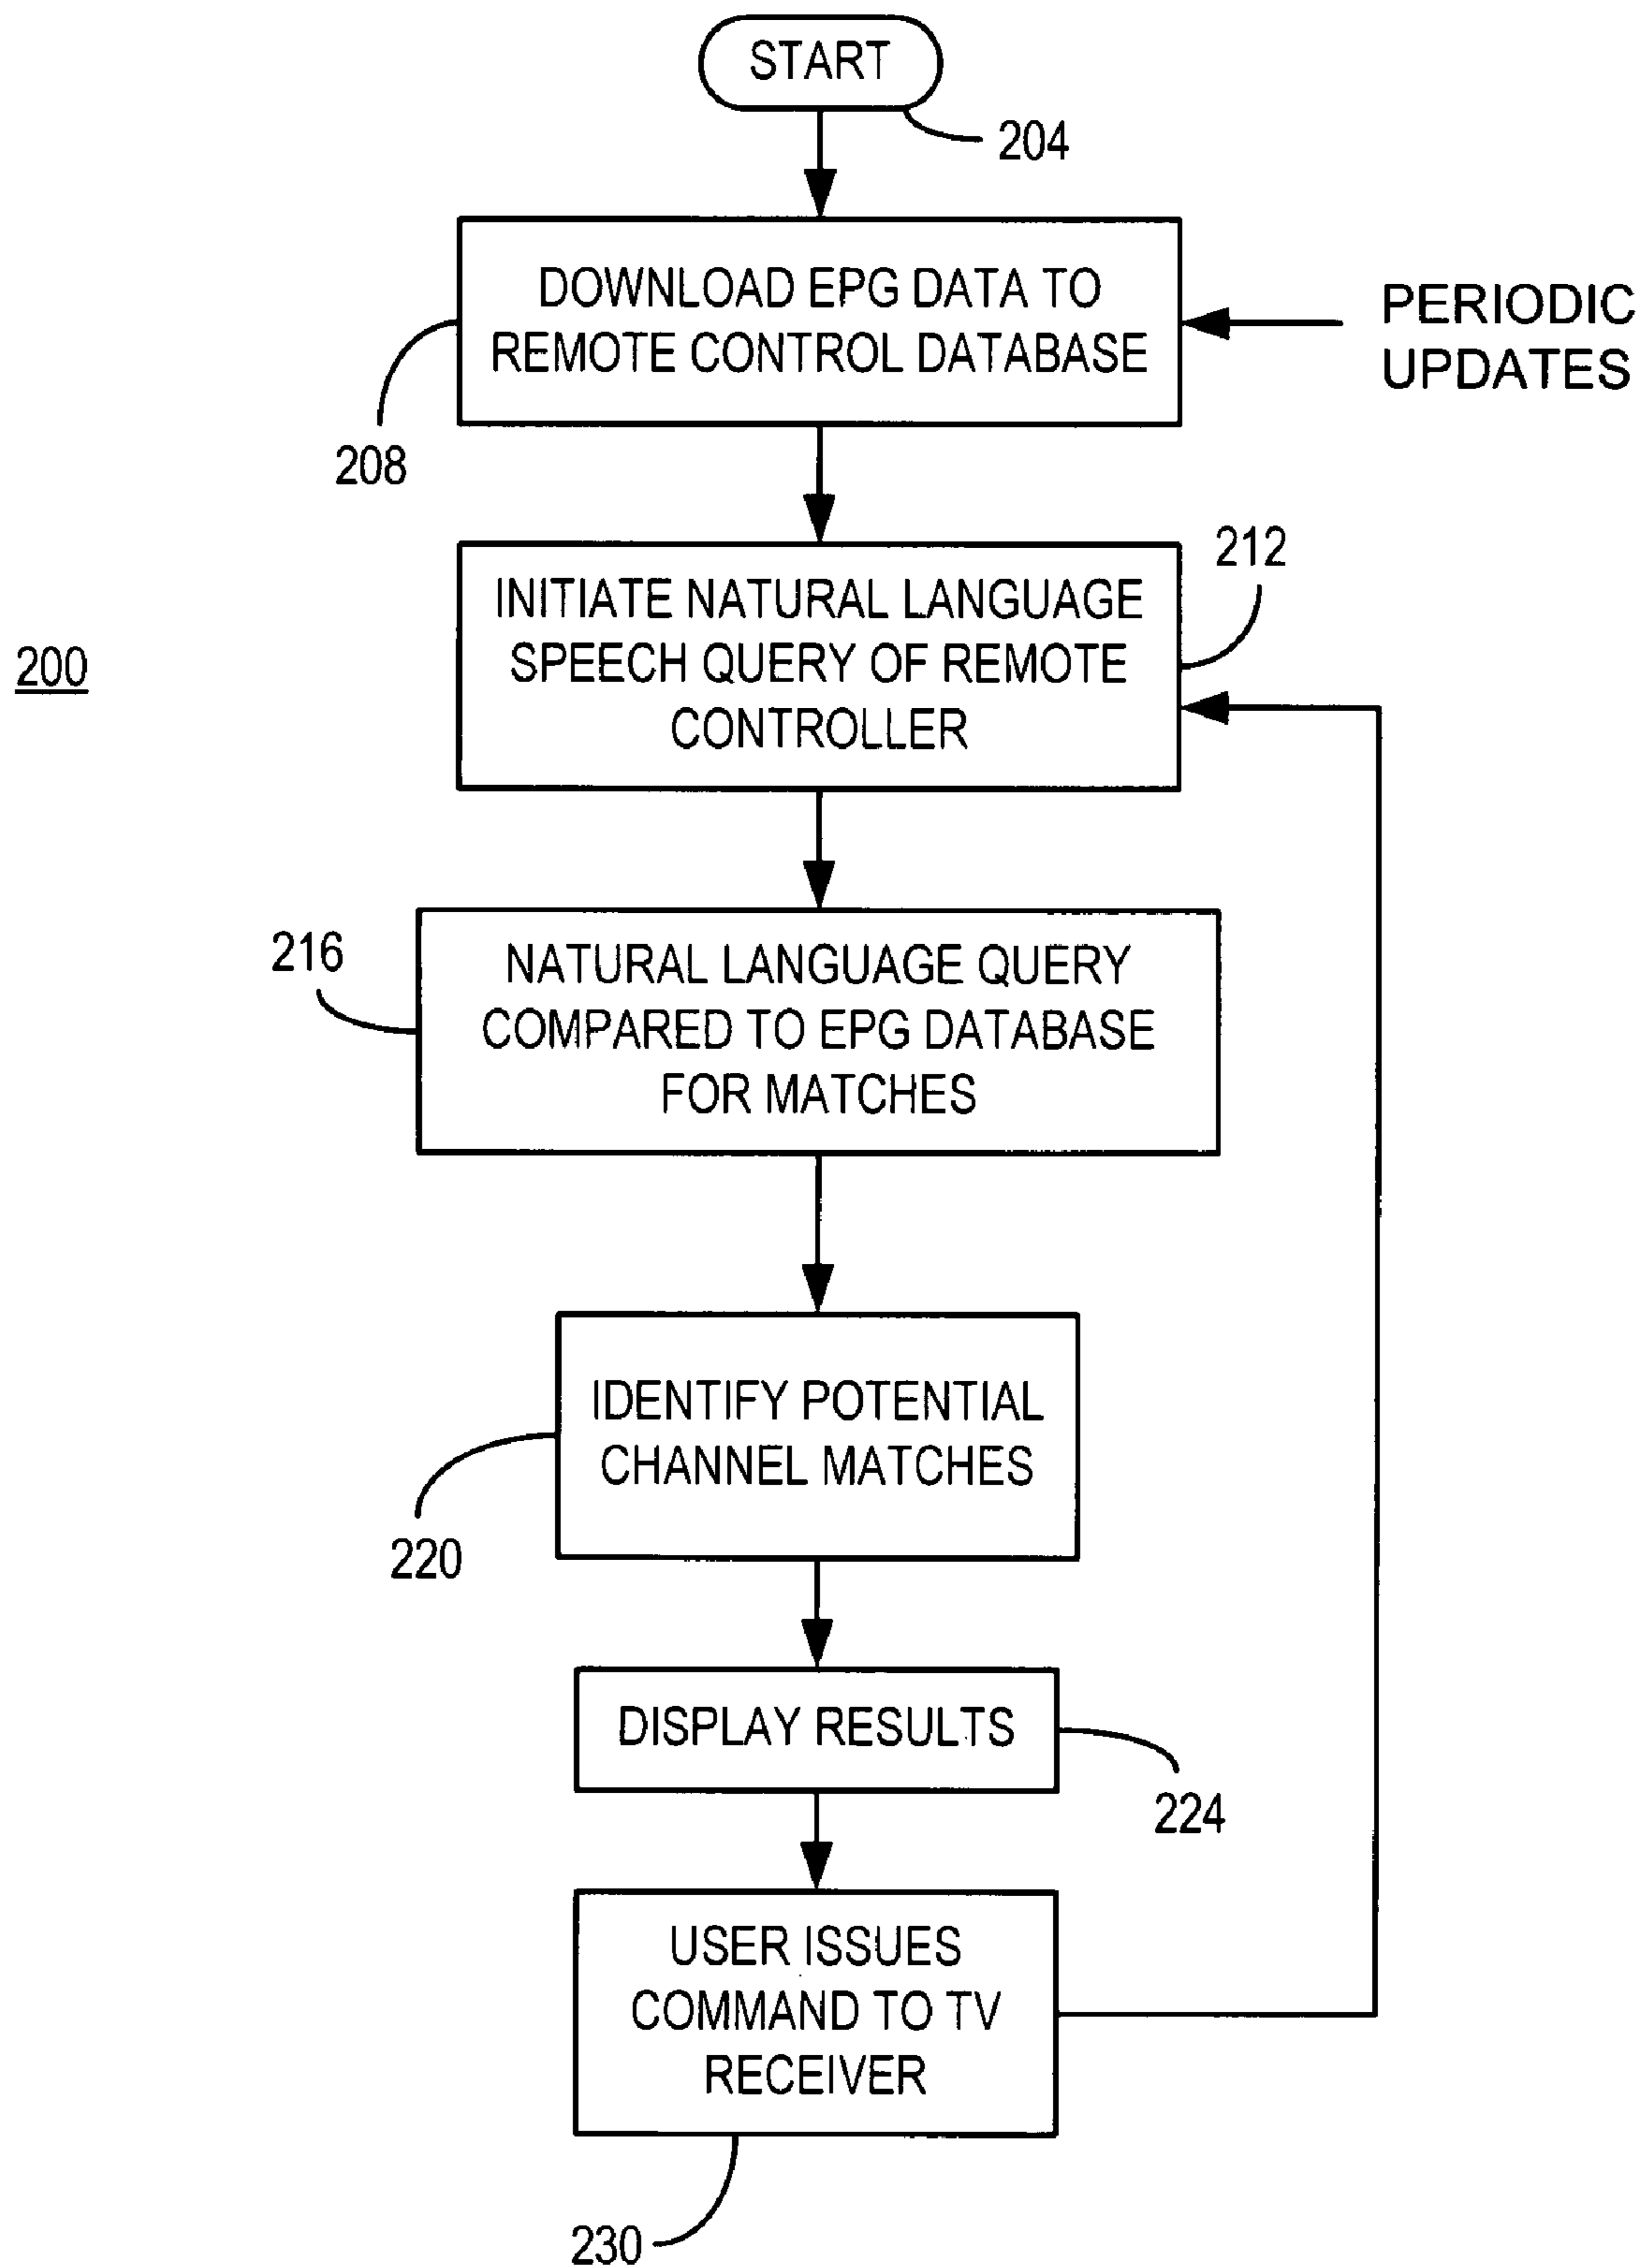 START
204
DOWNLOAD EPG DATA TO
REMOTE CONTROL DATABASE
PERIODIC
UPDATES
208
INITIATE NATURAL LANGUAGE
SPEECH QUERY OF REMOTE
CONTROLLER
212
200
NATURAL LANGUAGE QUERY
COMPARED TO EPG DATABASE
FOR MATCHES
216
IDENTIFY POTENTIAL
CHANNEL MATCHES
220
DISPLAY RESULTS
224
USER ISSUES
COMMAND TO TV
RECEIVER
230